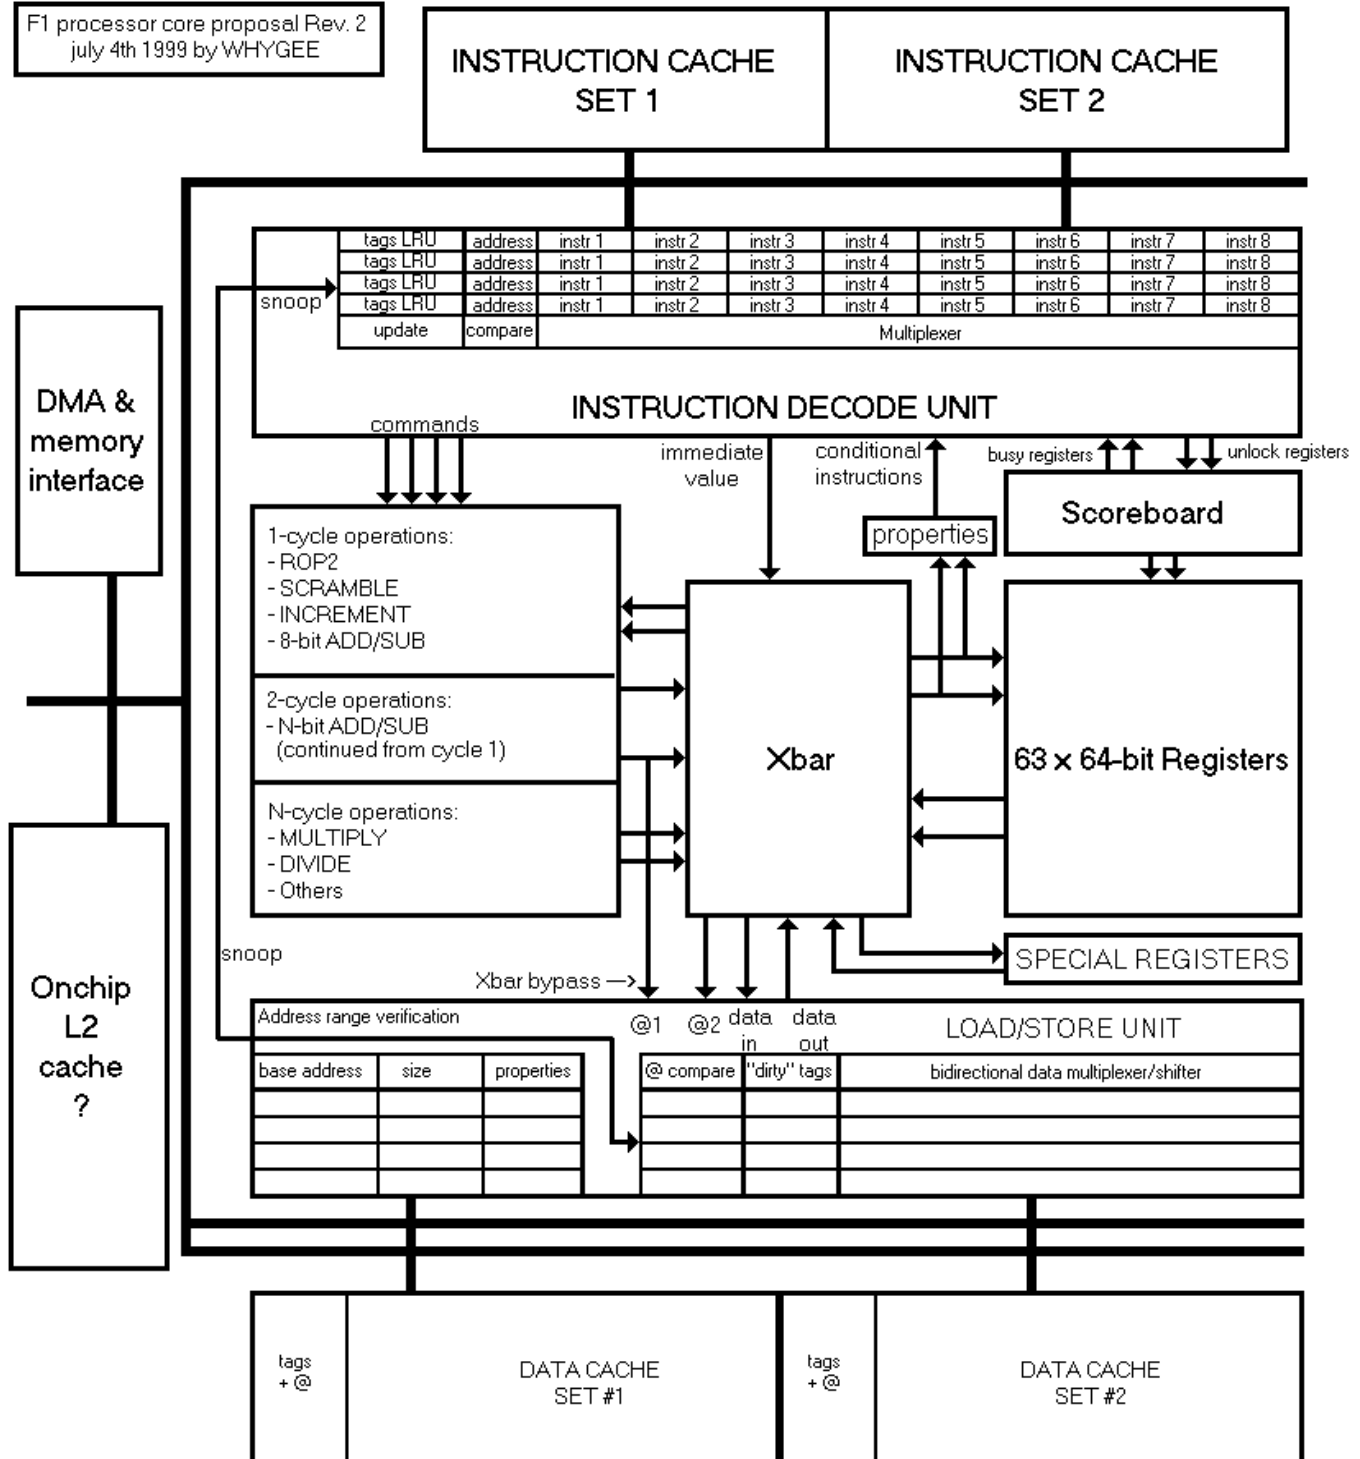 F1 processor core proposal Rev. 2
july 4th 1999 by WHYGEE
INSTRUCTION CACHE
SET 1
INSTRUCTION CACHE
SET 2
tags LRU address instr 1 instr 2 instr 3 instr 4 instr 5 instr 6 instr 7 instr 8
tags LRU address instr 1 instr 2 instr 3 instr 4 instr 5 instr 6 instr 7 instr 8
tags LRU address instr 1 instr 2 instr 3 instr 4 instr 5 instr 6 instr 7 instr 8
tags LRU address instr 1 instr 2 instr 3 instr 4 instr 5 instr 6 instr 7 instr 8
snoop
update compare Multiplexer
INSTRUCTION DECODE UNIT
DMA &
memory
interface
commands
immediate
value
conditional
instructions
busy registers
unlock registers
Scoreboard
properties
1-cycle operations:
- ROP2
- SCRAMBLE
- INCREMENT
- 8-bit ADD/SUB
2-cycle operations:
- N-bit ADD/SUB
(continued from cycle 1)
N-cycle operations:
- MULTIPLY
- DIVIDE
- Others
Xbar
63 x 64-bit Registers
SPECIAL REGISTERS
snoop
Xbar bypass —>
Onchip
L2
cache
?
Address range verification
@1
@2
data
in
data
out
LOAD/STORE UNIT
base address size properties
@ compare "dirty" tags bidirectional data multiplexer/shifter
tags
+ @
DATA CACHE
SET #1
tags
+ @
DATA CACHE
SET #2